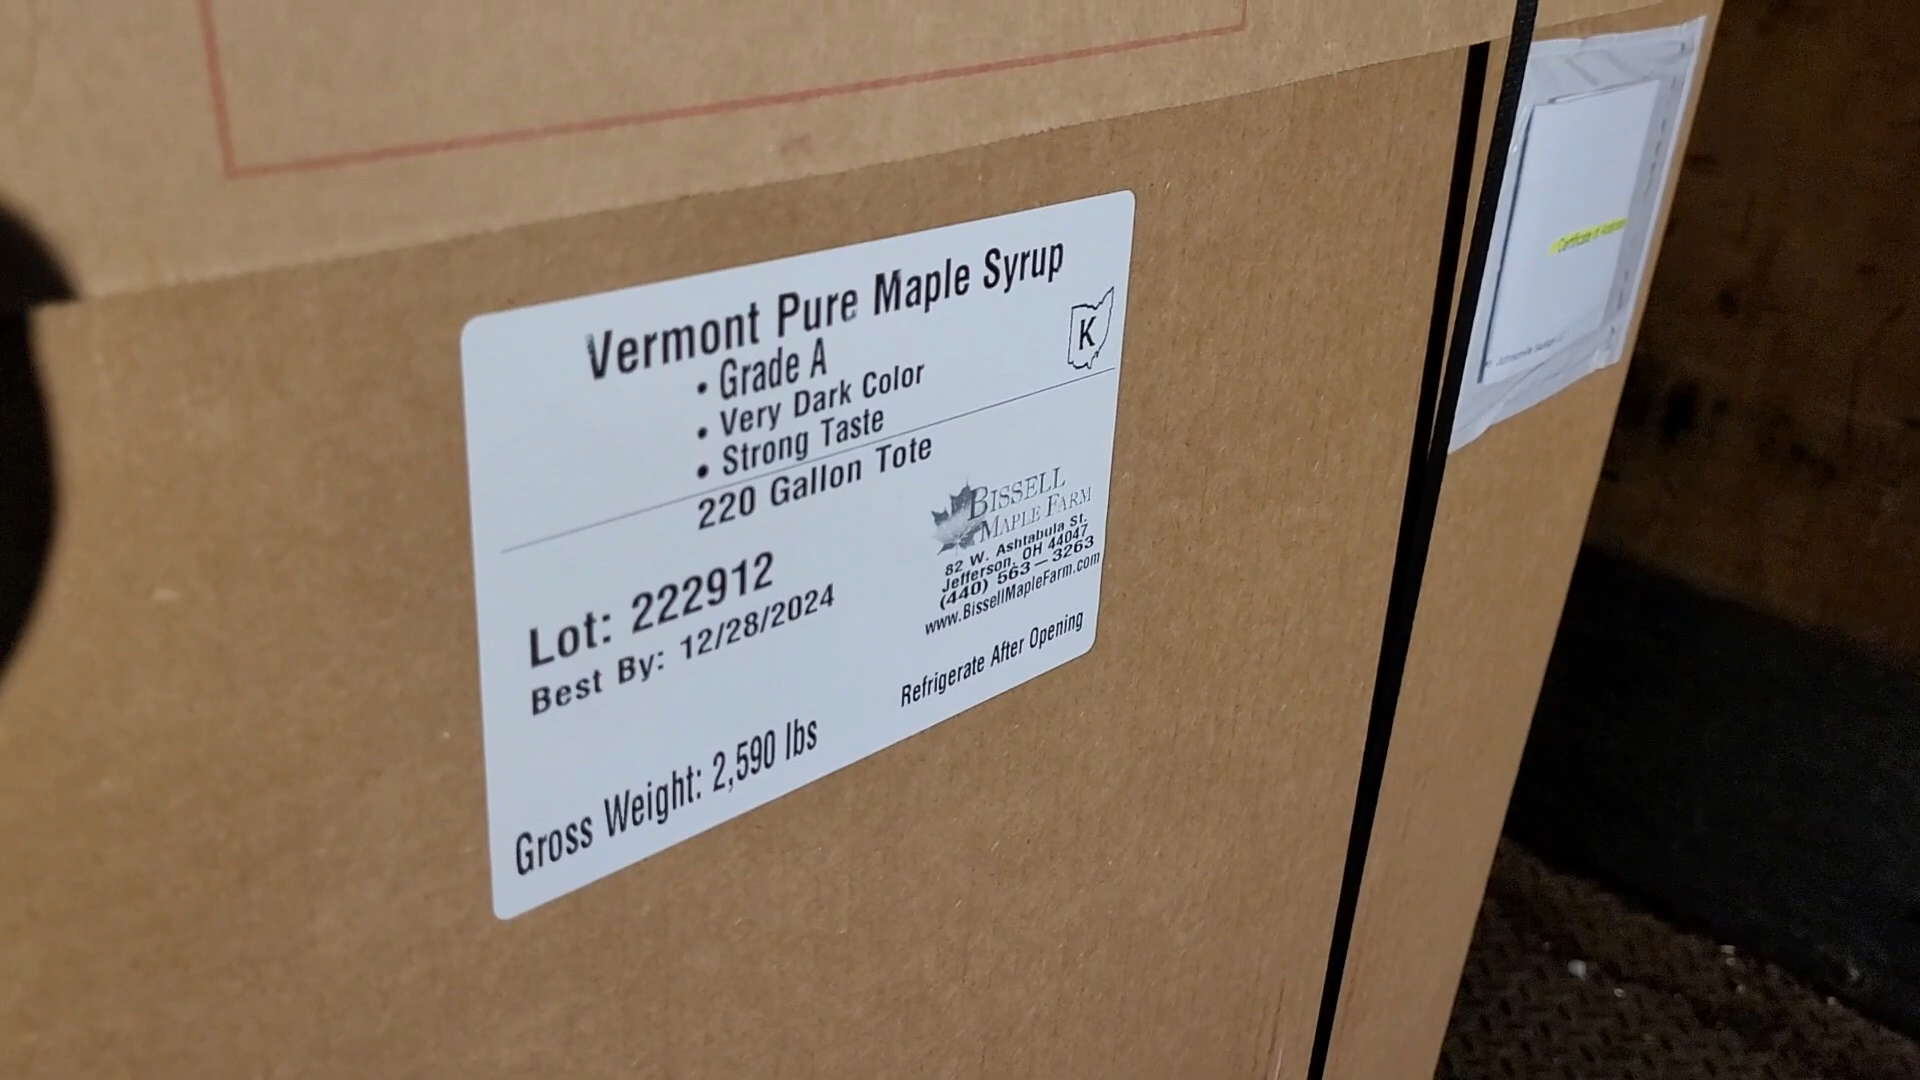 Vermont Pure Maple Syrup
• Grade A
• Very Dark Color
• Strong Taste
K
220 Gallon Tote
BISSELL
MAPLE FARM
82 W. Ashtabula St.
Jefferson, OH 44047
(440) 563-3263
www.BissellMapleFarm.com
Lot: 222912
Best By: 12/28/2024
Refrigerate After Opening
Gross Weight: 2,590 lbs
Certificate of